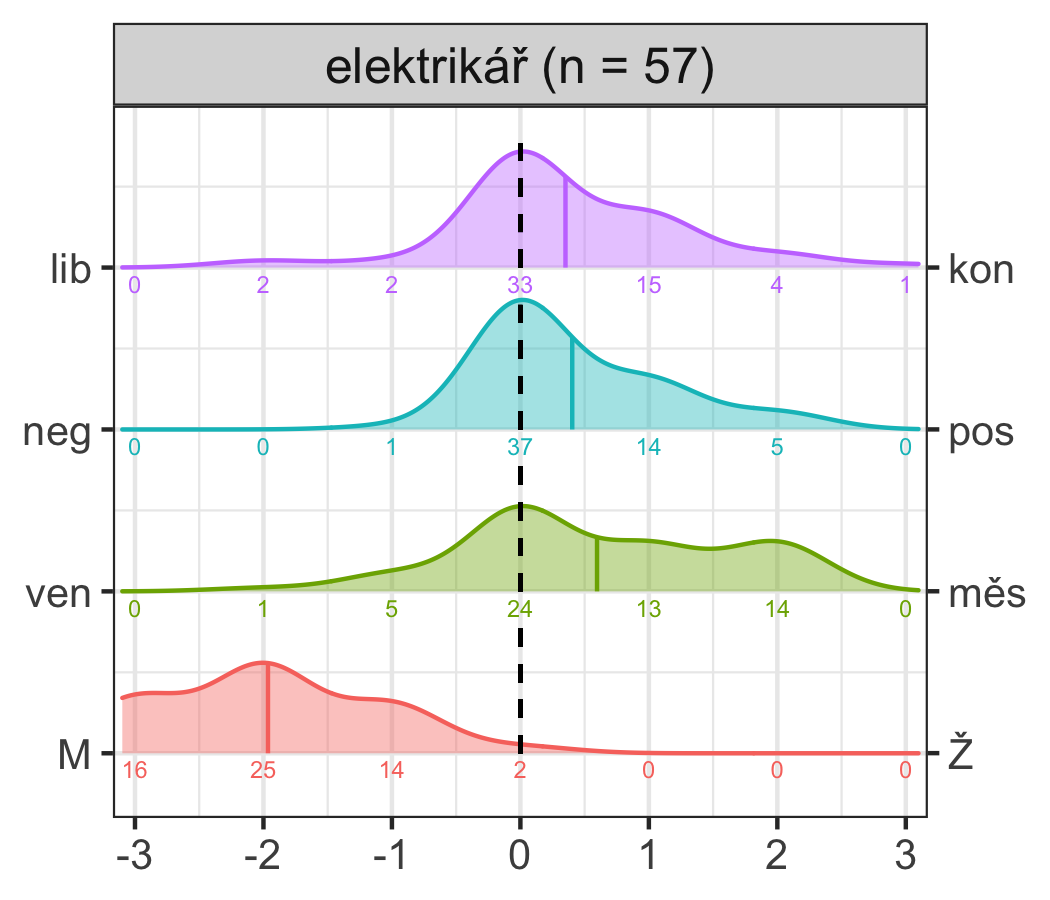 elektrikář (n = 57)
lib kon
0 2 2 33 15 4 1
neg pos
0 0 1 37 14 5 0
ven měs
0 1 5 24 13 14 0
M Ž
16 25 14 2 0 0 0
-3 -2 -1 0 1 2 3